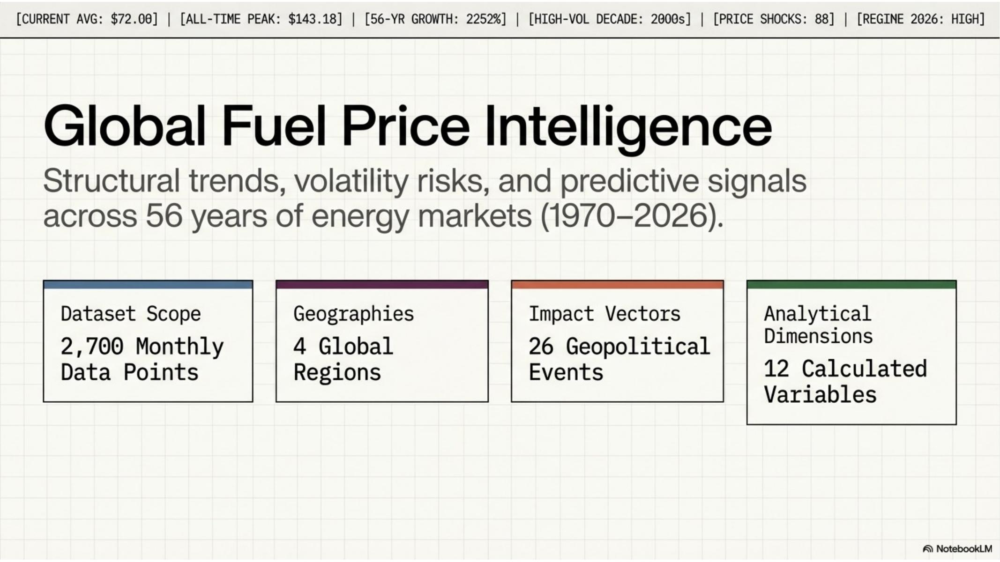 [CURRENT AVG: $72.00] | [ALL-TIME PEAK: $143.18] | [56-YR GROWTH: 2252%] | [HIGH-VOL DECADE: 2000s] | [PRICE SHOCKS: 88] | [REGINE 2026: HIGH]
Global Fuel Price Intelligence
Structural trends, volatility risks, and predictive signals
across 56 years of energy markets (1970–2026).
Dataset Scope
2,700 Monthly
Data Points
Geographies
4 Global
Regions
Impact Vectors
26 Geopolitical
Events
Analytical
Dimensions
12 Calculated
Variables
NotebookLM